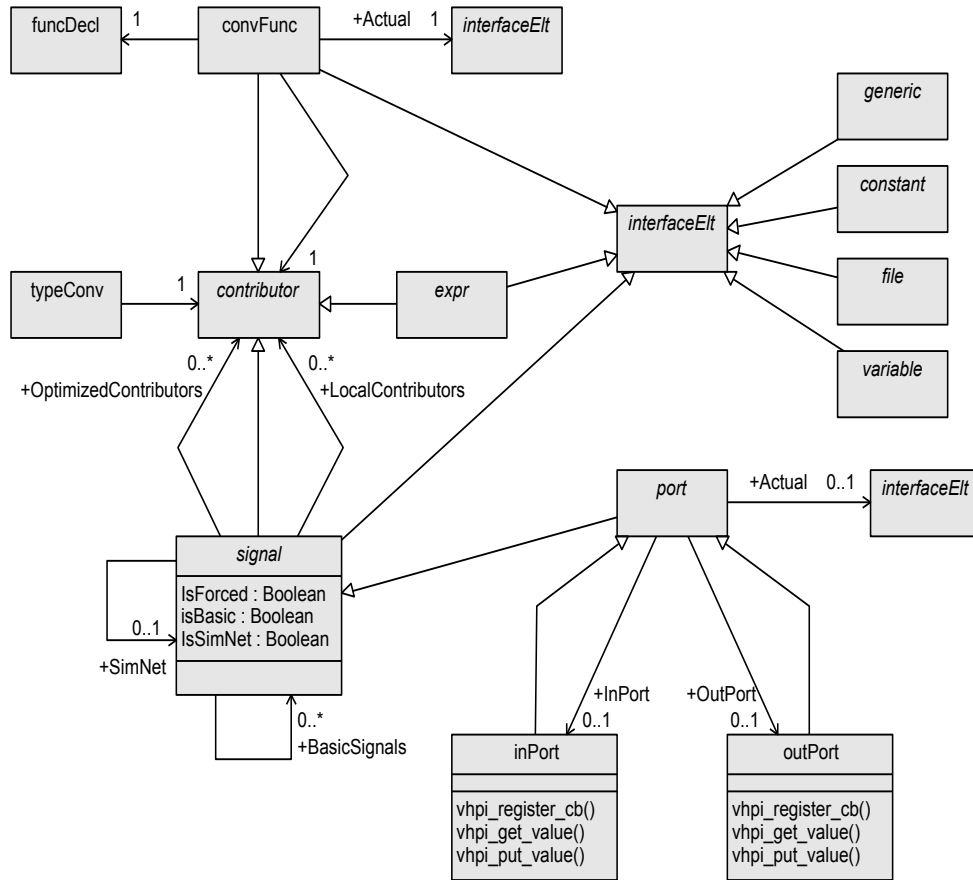 +Actual
funcDecl
1
convFunc
1
interfaceElt
generic
constant
interfaceElt
1
typeConv
1
contributor
expr
file
0..*
0..*
+OptimizedContributors
+LocalContributors
variable
port
+Actual
0..1
interfaceElt
signal
IsForced : Boolean
isBasic : Boolean
IsSimNet : Boolean
0..1
+SimNet
+InPort
+OutPort
0..*
0..1
0..1
+BasicSignals
inPort
outPort
vhpi_register_cb()
vhpi_get_value()
vhpi_put_value()
vhpi_register_cb()
vhpi_get_value()
vhpi_put_value()